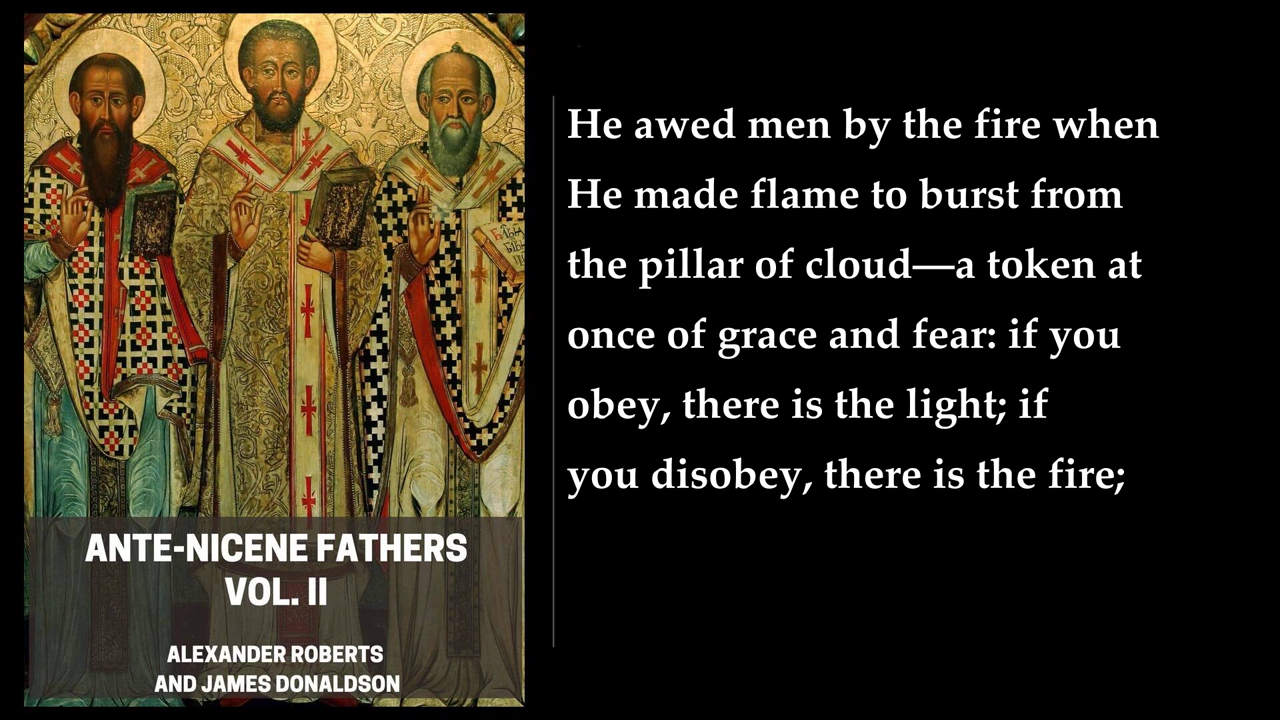 ANTE-NICENE FATHERS
VOL. II
ALEXANDER ROBERTS
AND JAMES DONALDSON
He awed men by the fire when
He made flame to burst from
the pillar of cloud—a token at
once of grace and fear: if you
obey, there is the light; if
you disobey, there is the fire;